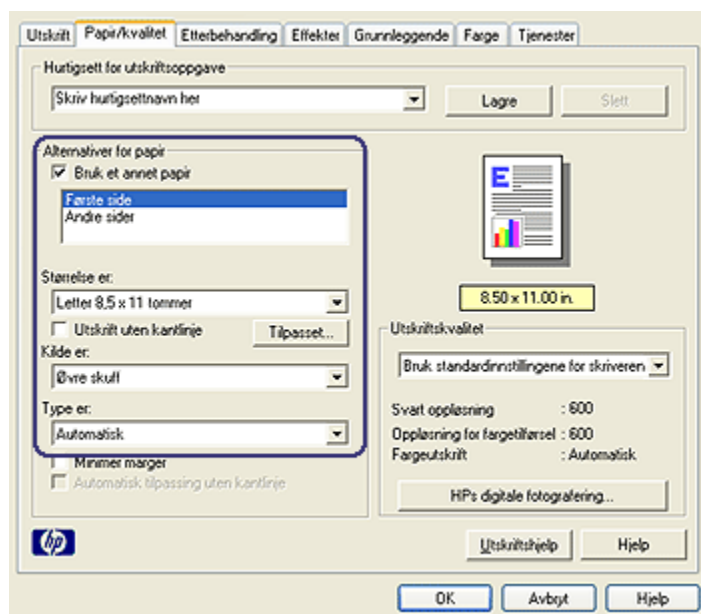 Utskrift Papir/kvalitet Etterbehandling Effekter Grunnleggende Farge Tjenester
Hurtigsett for utskriftsoppgave
Skriv hurtigsettnavn her Lagre Slett
Alternativer for papir
Bruk et annet papir
Første side
Andre sider
Størrelse er:
Letter 8,5 x 11 tommer
Utskrift uten kantlinje Tilpasset...
Kilde er:
Øvre skuff
Type er:
Automatisk
Minimer marger
Automatisk tilpassing uten kantlinje
E
8.50 x 11.00 in.
Utskriftskvalitet
Bruk standardinnstillingene for skriveren
Svart oppløsning : 600
Oppløsning for fargetilførsel : 600
Fargeutskrift : Automatisk
HPs digitale fotografering...
hp
Utskriftshjelp Hjelp
OK Avbryt Hjelp